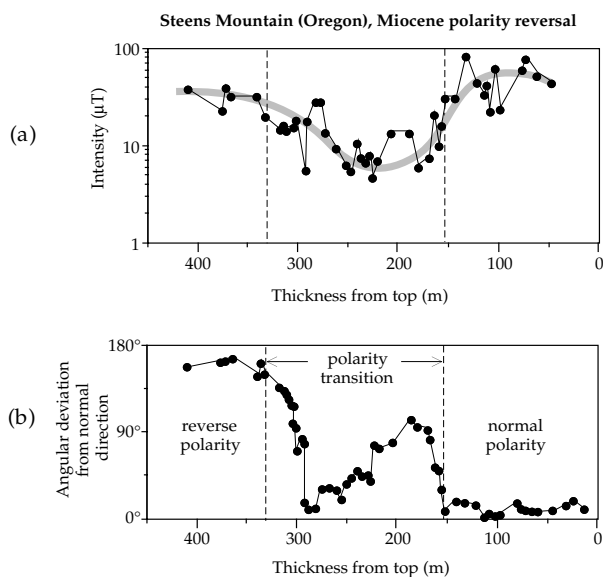 Steens Mountain (Oregon), Miocene polarity reversal
(a)
Intensity (µT)
100
10
1
400
300
200
100
0
Thickness from top (m)
(b)
Angular deviation
from normal
direction
180°
90°
0°
polarity
transition
reverse
polarity
normal
polarity
400
300
200
100
0
Thickness from top (m)